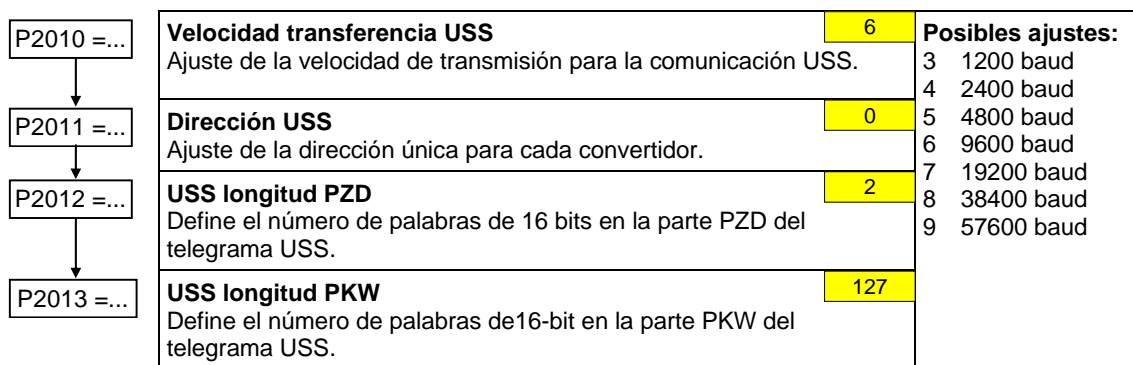 P2010 =...
Velocidad transferencia USS
6
Ajuste de la velocidad de transmisión para la comunicación USS.
P2011 =...
Dirección USS
0
Ajuste de la dirección única para cada convertidor.
P2012 =...
USS longitud PZD
2
Define el número de palabras de 16 bits en la parte PZD del
telegrama USS.
P2013 =...
USS longitud PKW
127
Define el número de palabras de16-bit en la parte PKW del
telegrama USS.
Posibles ajustes:
3 1200 baud
4 2400 baud
5 4800 baud
6 9600 baud
7 19200 baud
8 38400 baud
9 57600 baud